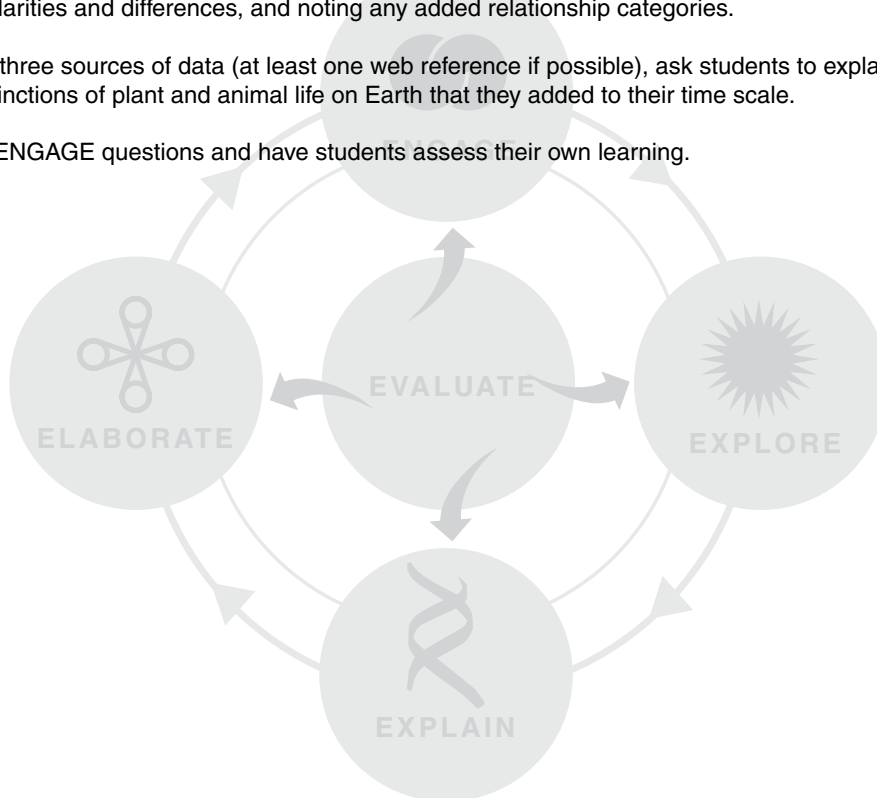 larities and differences, and noting any added relationship categories.
three sources of data (at least one web reference if possible), ask students to expla
inctions of plant and animal life on Earth that they added to their time scale.
ENGAGE questions and have students assess their own learning.
ENGAGE
EVALUATE
ELABORATE
EXPLORE
EXPLAIN